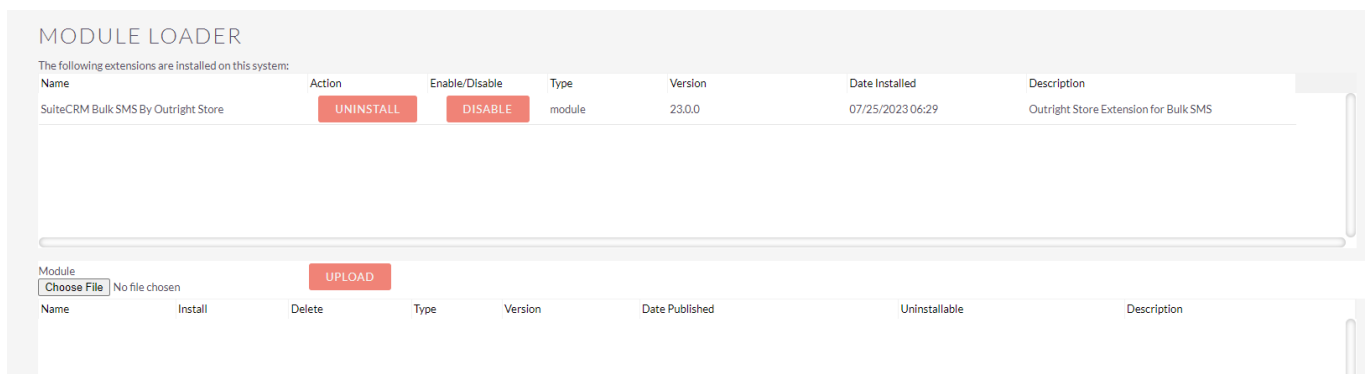 MODULE LOADER
The following extensions are installed on this system:
Name Action Enable/Disable Type Version Date Installed Description
SuiteCRM Bulk SMS By Outright Store UNINSTALL DISABLE module 23.0.0 07/25/2023 06:29 Outright Store Extension for Bulk SMS
Module
UPLOAD
Choose File No file chosen
Name Install Delete Type Version Date Published Uninstallable Description